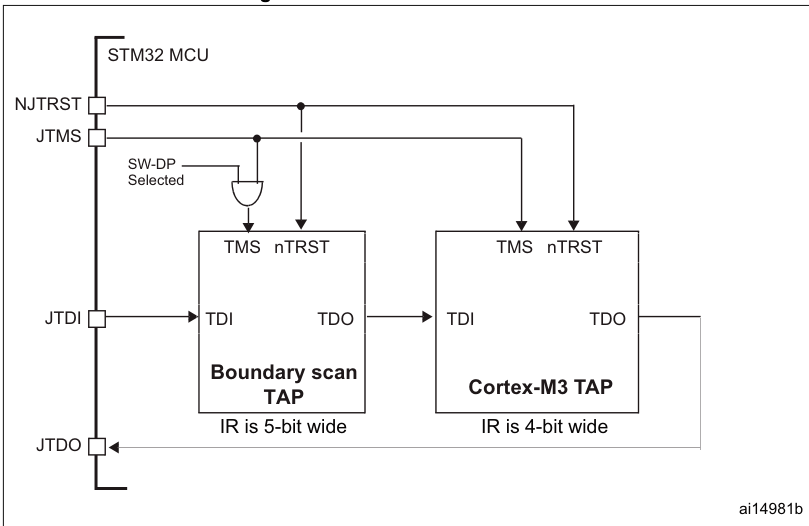 STM32 MCU
NJTRST
JTMS
SW-DP
Selected
TMS nTRST
TMS nTRST
JTDI
TDI
TDO
TDI
TDO
Boundary scan
TAP
Cortex-M3 TAP
IR is 5-bit wide
IR is 4-bit wide
JTDO
ai14981b